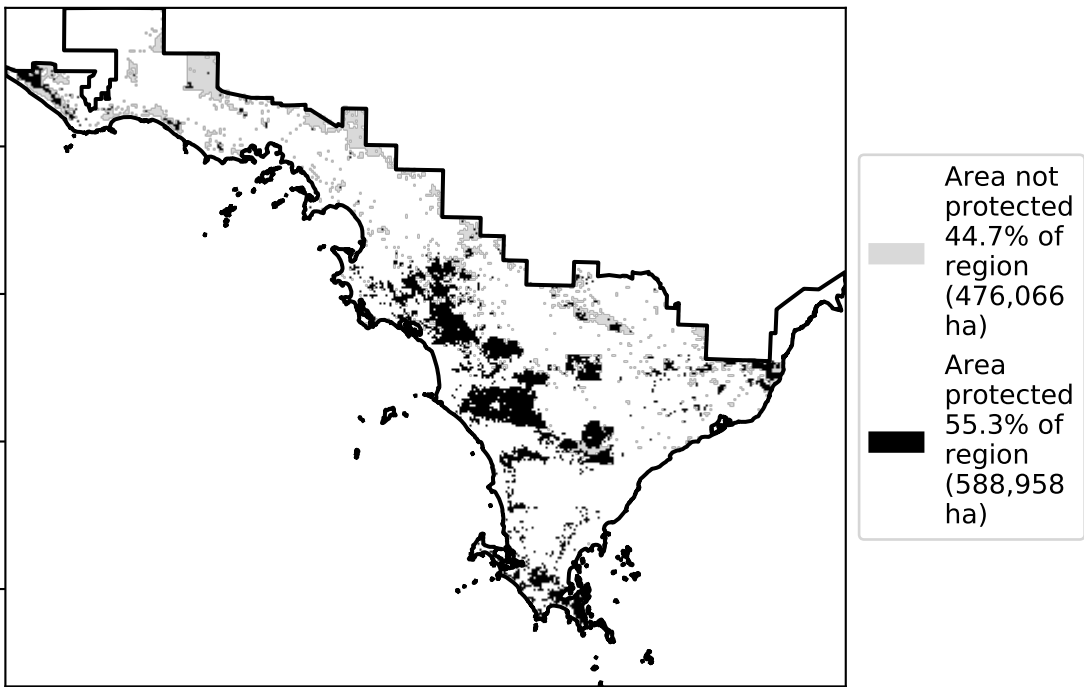 Area not
protected
44.7% of
region
(476,066
ha)
Area
protected
55.3% of
region
(588,958
ha)